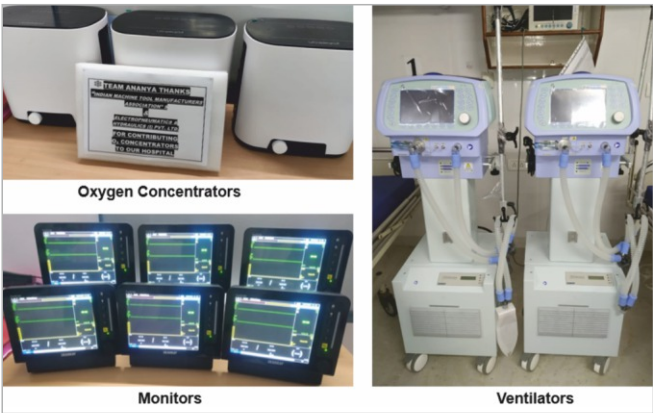 TEAM ANANYA THANKS
"INDIAN MACHINE TOOL MANUFACTURERS
ASSOCIATION"
&
ELECTROPNEUMATICS &
HYDRAULICS (I) PVT. LTD.
FOR CONTRIBUTING
CONCENTRATORS
TO OUR HOSPITAL
Oxygen Concentrators
Monitors
Ventilators